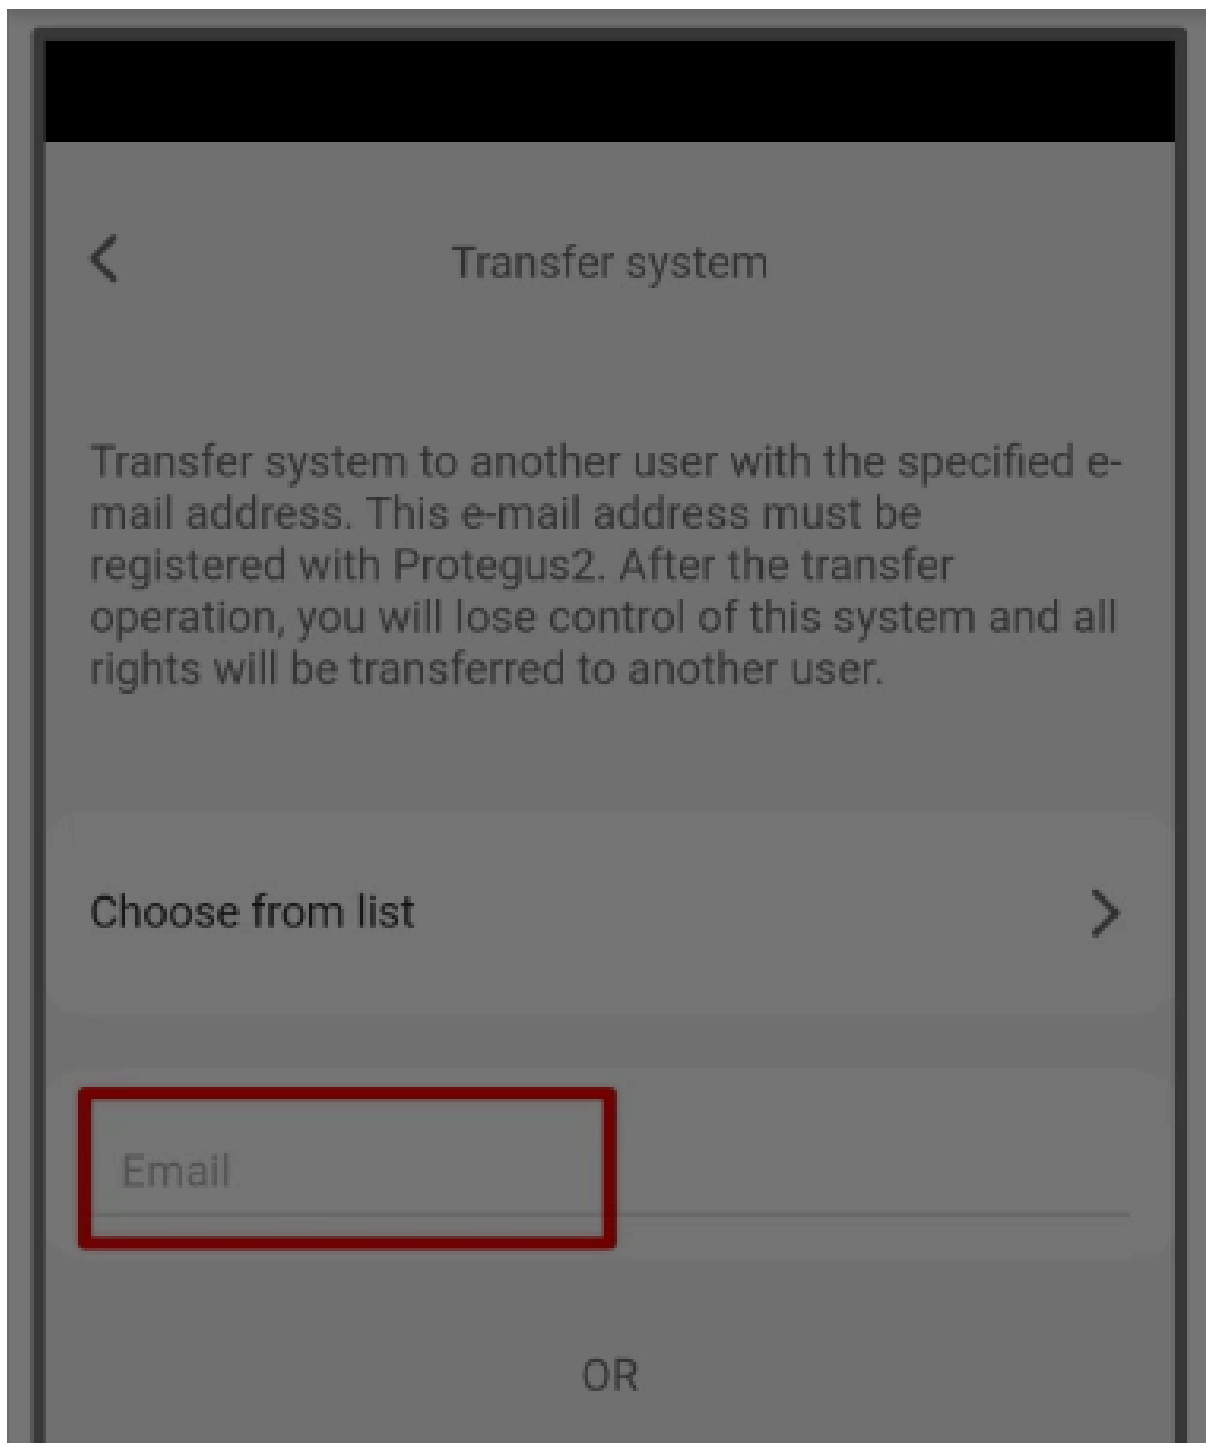 Transfer system
Transfer system to another user with the specified e-
mail address. This e-mail address must be
registered with Protegus2. After the transfer
operation, you will lose control of this system and all
rights will be transferred to another user.
Choose from list
Email
OR